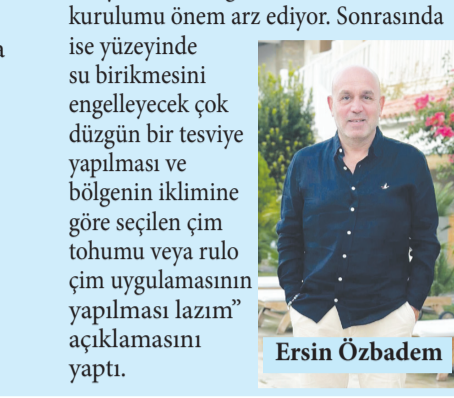 kurulumu önem arz ediyor. Sonrasında
ise yüzeyinde
su birikmesini
engelleyecek çok
düzgün bir tesviye
yapılması ve
bölgenin iklimine
göre seçilen çim
tohumu veya rulo
çim uygulamasının
yapılması lazım”
açıklamasını
yaptı.
Ersin Özbadem